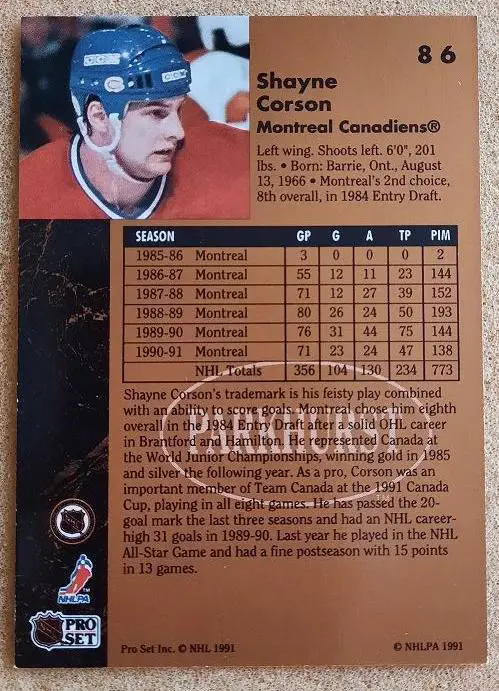 86
Shayne
Corson
Montreal Canadiens®
Left wing. Shoots left. 6'0", 201
lbs. • Born: Barrie, Ont., August
13, 1966 • Montreal's 2nd choice,
8th overall, in 1984 Entry Draft.
SEASON GP G A TP PIM
1985-86 Montreal 3 0 0 0 2
1986-87 Montreal 55 12 11 23 144
1987-88 Montreal 71 12 27 39 152
1988-89 Montreal 80 26 24 50 193
1989-90 Montreal 76 31 44 75 144
1990-91 Montreal 71 23 24 47 138
NHL Totals 356 104 130 234 773
Shayne Corson's trademark is his feisty play combined
with an ability to score goals. Montreal chose him eighth
overall in the 1984 Entry Draft after a solid OHL career
in Brantford and Hamilton. He represented Canada at
the World Junior Championships, winning gold in 1985
and silver the following year. As a pro, Corson was an
important member of Team Canada at the 1991 Canada
Cup, playing in all eight games. He has passed the 20-
goal mark the last three seasons and had an NHL career-
high 31 goals in 1989-90. Last year he played in the NHL
All-Star Game and had a fine postseason with 15 points
in 13 games.
PARKHURST
NHLPA
PRO
SET
Pro Set Inc. © NHL 1991
© NHLPA 1991